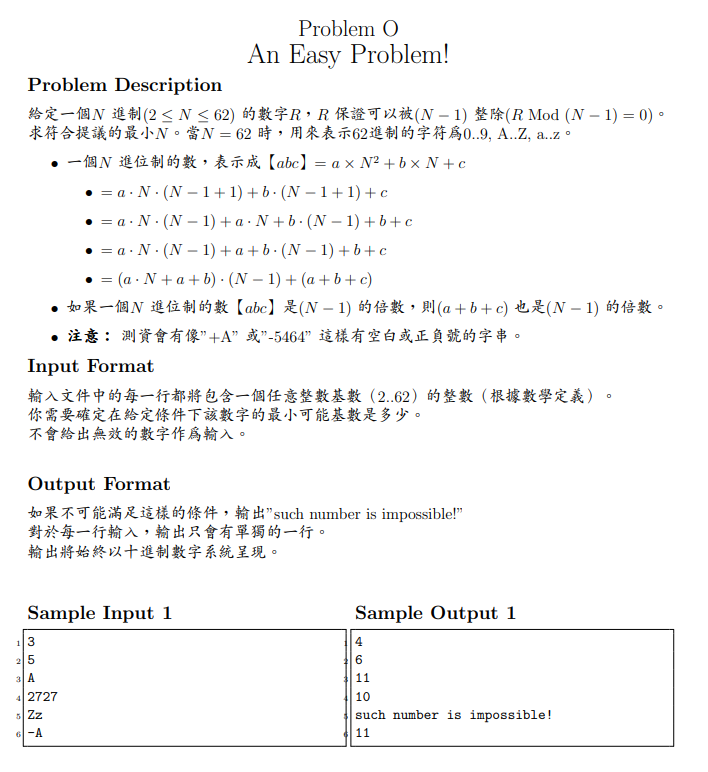 Problem O
An Easy Problem!
Problem Description
給定一個N 進制(2 ≤ N ≤ 62) 的數字R，R 保證可以被(N − 1) 整除(R Mod (N − 1) = 0)。
求符合提議的最小N。當N = 62 時，用來表示62進制的字符為0..9, A..Z, a..z。
• 一個N 進位制的數，表示成【abc】= a × N² + b × N + c
• = a · N · (N − 1 + 1) + b · (N − 1 + 1) + c
• = a · N · (N − 1) + a · N + b · (N − 1) + b + c
• = a · N · (N − 1) + a + b · (N − 1) + b + c
• = (a · N + a + b) · (N − 1) + (a + b + c)
• 如果一個N 進位制的數【abc】是(N − 1) 的倍數，則(a + b + c) 也是(N − 1) 的倍數。
• 注意： 測資會有像”+A” 或”-5464” 這樣有空白或正負號的字串。
Input Format
輸入文件中的每一行都將包含一個任意整數基數（2..62）的整數（根據數學定義）。
你需要確定在給定條件下該數字的最小可能基數是多少。
不會給出無效的數字作為輸入。
Output Format
如果不可能滿足這樣的條件，輸出”such number is impossible!”
對於每一行輸入，輸出只會有單獨的一行。
輸出將始終以十進制數字系統呈現。
Sample Input 1
1 3
2 5
3 A
4 2727
5 Zz
6 -A
Sample Output 1
1 4
2 6
3 11
4 10
5 such number is impossible!
6 11